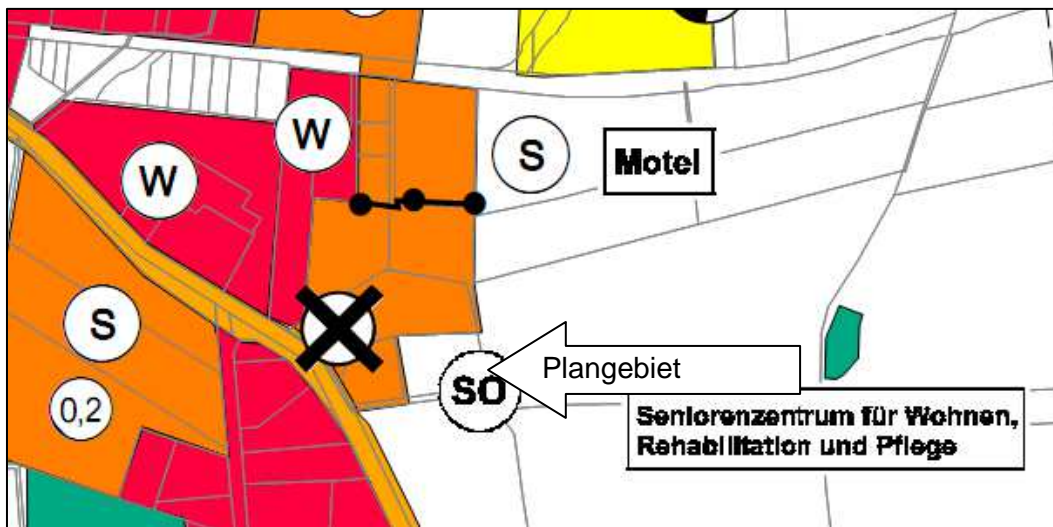 W
S
Motel
W
S
Plangebiet
SO
0,2
Seniorenzentrum für Wohnen,
Rehabilitation und Pflege